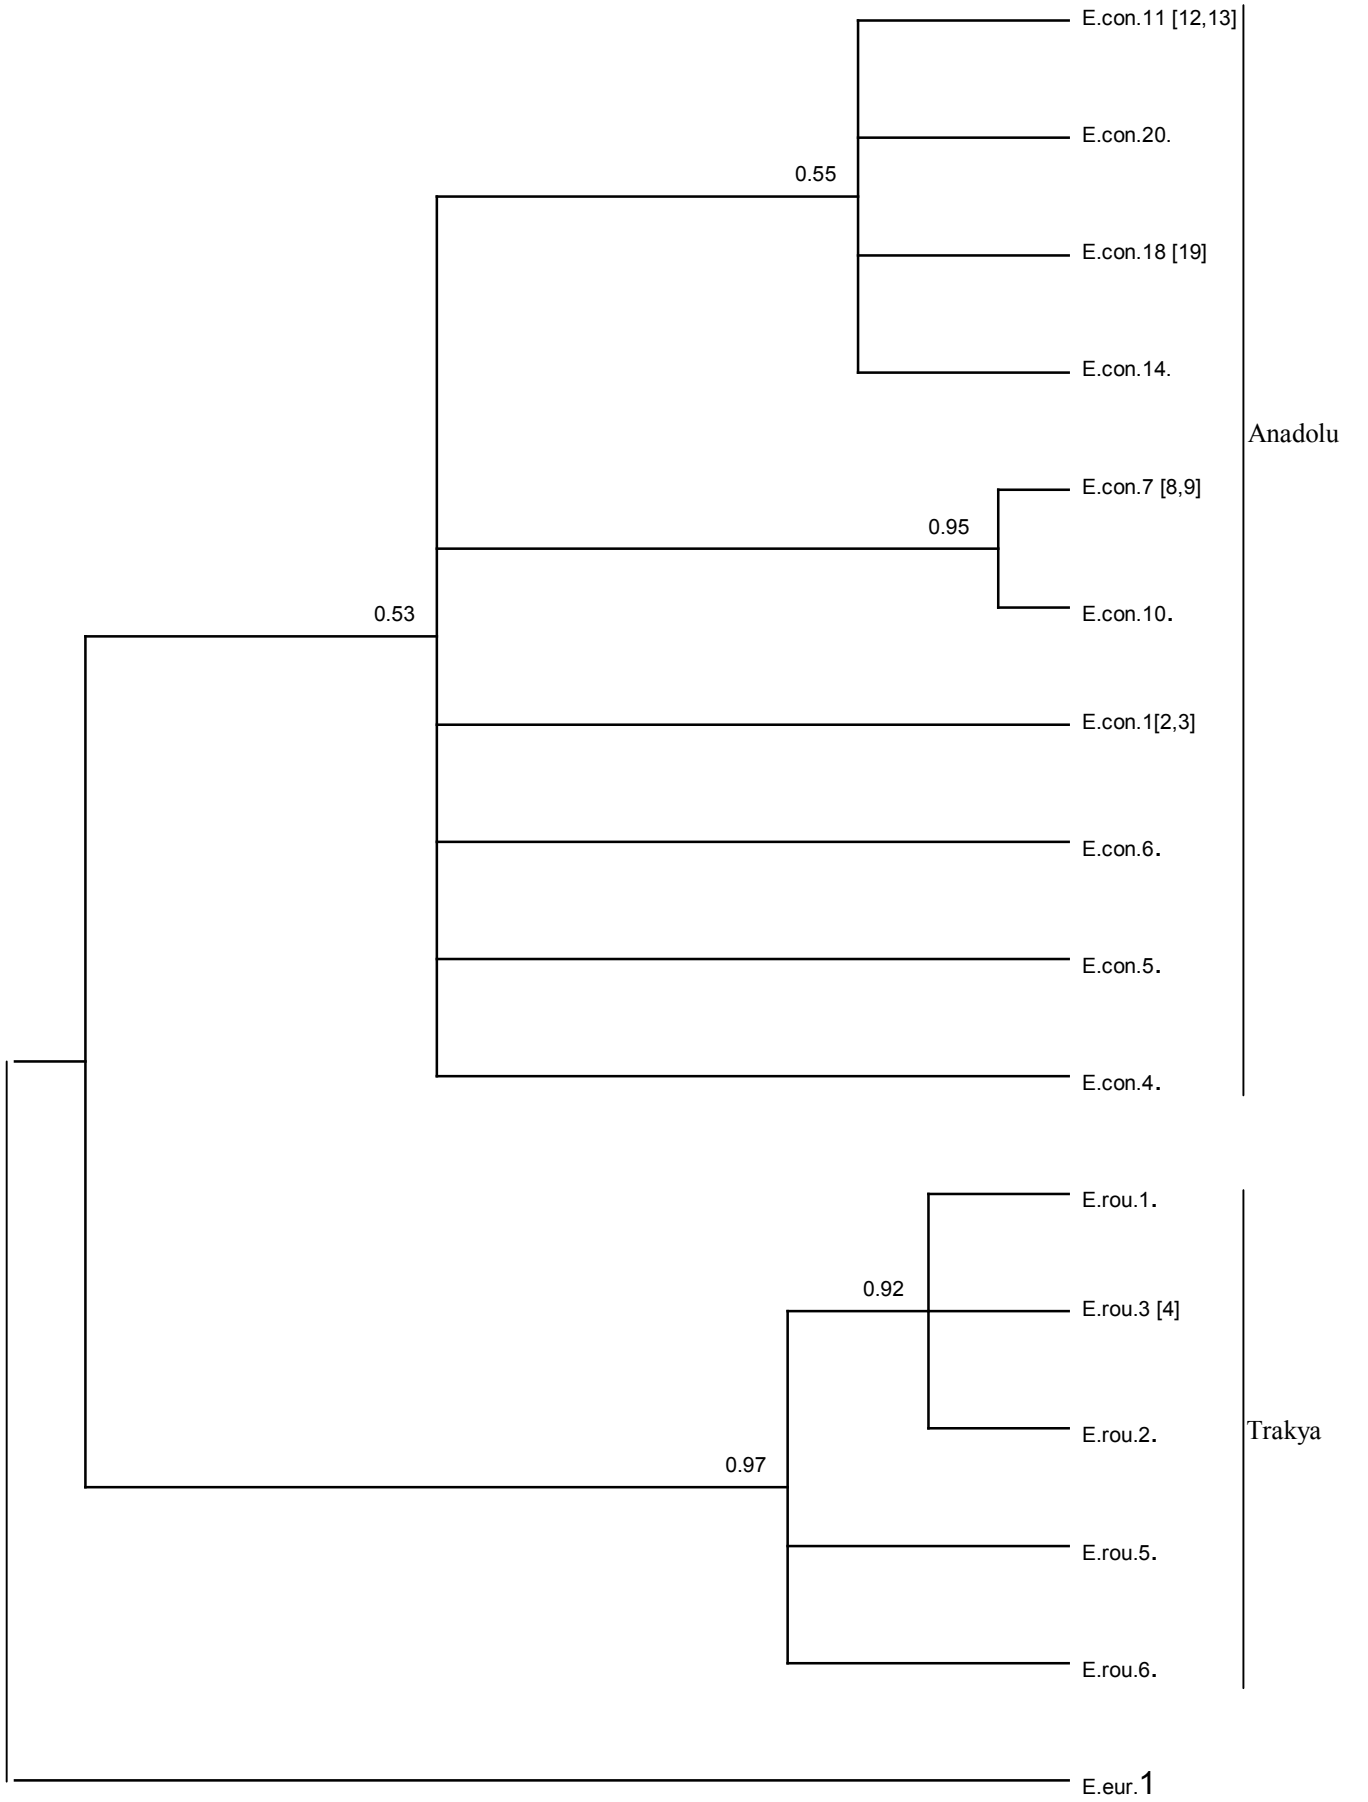 E.con.11 [12,13]
E.con.20.
0.55
E.con.18 [19]
E.con.14.
Anadolu
E.con.7 [8,9]
0.95
E.con.10.
0.53
E.con.1[2,3]
E.con.6.
E.con.5.
E.con.4.
E.rou.1.
0.92
E.rou.3 [4]
E.rou.2.
Trakya
0.97
E.rou.5.
E.rou.6.
E.eur.1